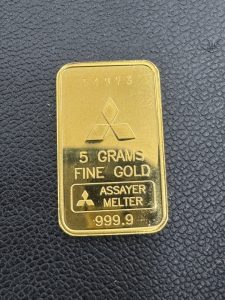 5 GRAMS
FINE GOLD
ASSAYER
MELTER
999.9